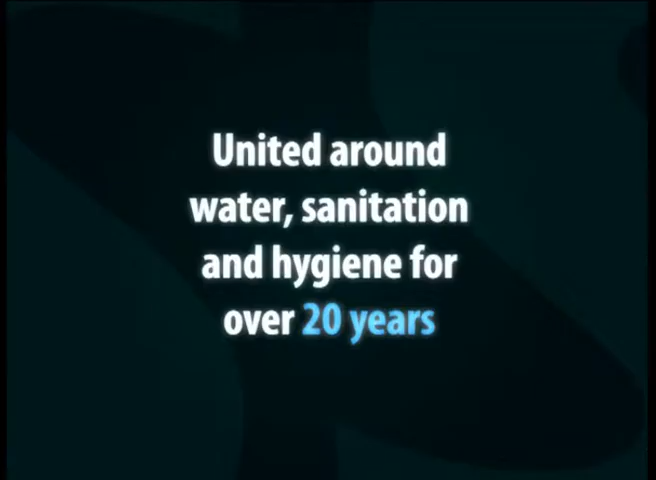 United around
water, sanitation
and hygiene for
over 20 years